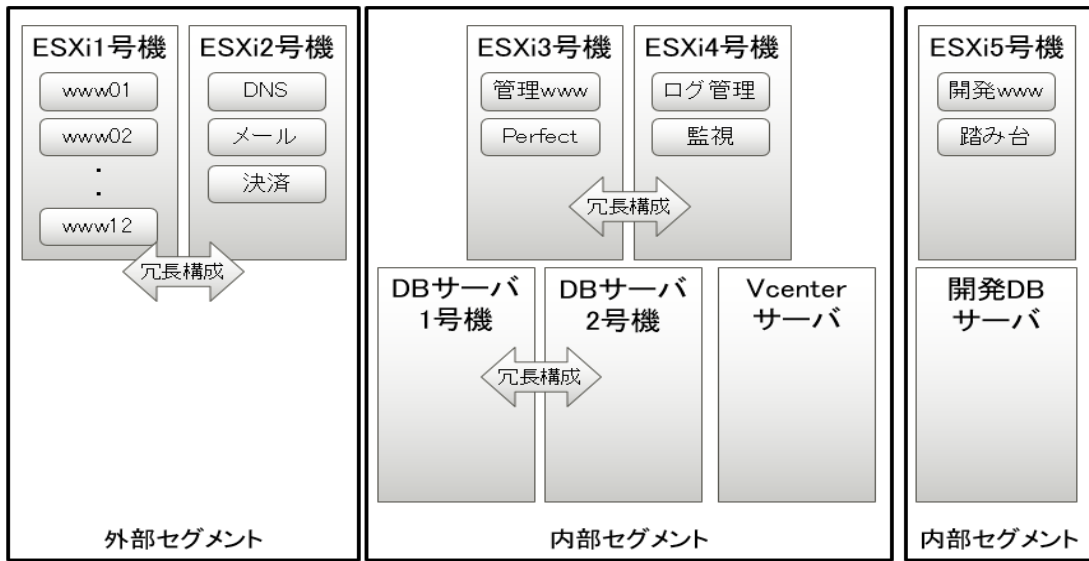 ESXi1号機
www01
www02
・
・
www12
ESXi2号機
DNS
メール
決済
冗長構成
外部セグメント
ESXi3号機
管理www
Perfect
ESXi4号機
ログ管理
監視
冗長構成
DBサーバ
1号機
DBサーバ
2号機
冗長構成
Vcenter
サーバ
内部セグメント
ESXi5号機
開発www
踏み台
開発DB
サーバ
内部セグメント